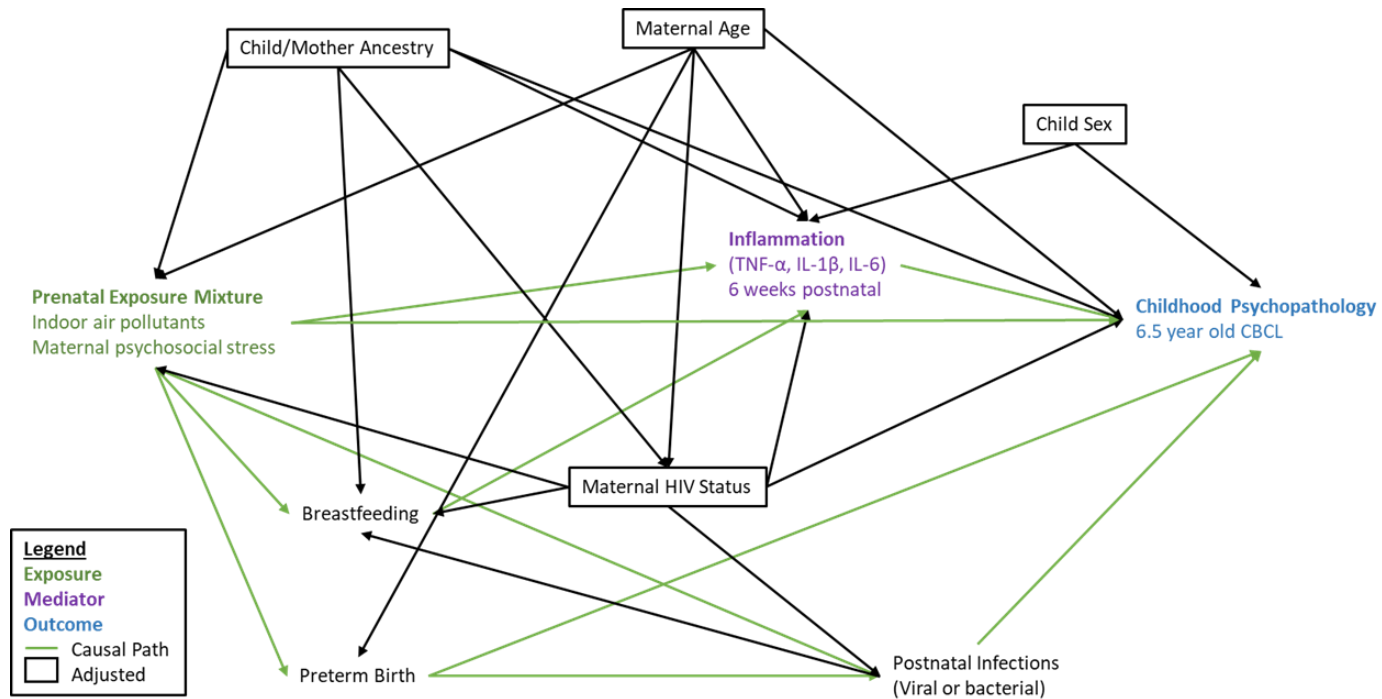 Child/Mother Ancestry
Maternal Age
Child Sex
Inflammation
(TNF-α, IL-1β, IL-6)
6 weeks postnatal
Prenatal Exposure Mixture
Indoor air pollutants
Maternal psychosocial stress
Childhood Psychopathology
6.5 year old CBCL
Maternal HIV Status
Breastfeeding
Preterm Birth
Postnatal Infections
(Viral or bacterial)
Legend
Exposure
Mediator
Outcome
Causal Path
Adjusted